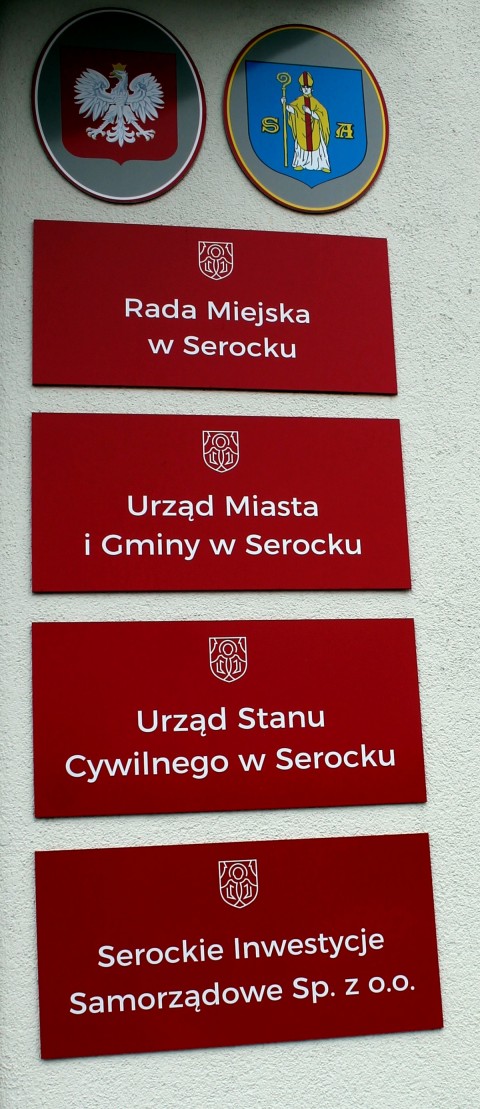 S A
Rada Miejska
w Serocku
Urząd Miasta
i Gminy w Serocku
Urząd Stanu
Cywilnego w Serocku
Serockie Inwestycje
Samorządowe Sp. z o.o.